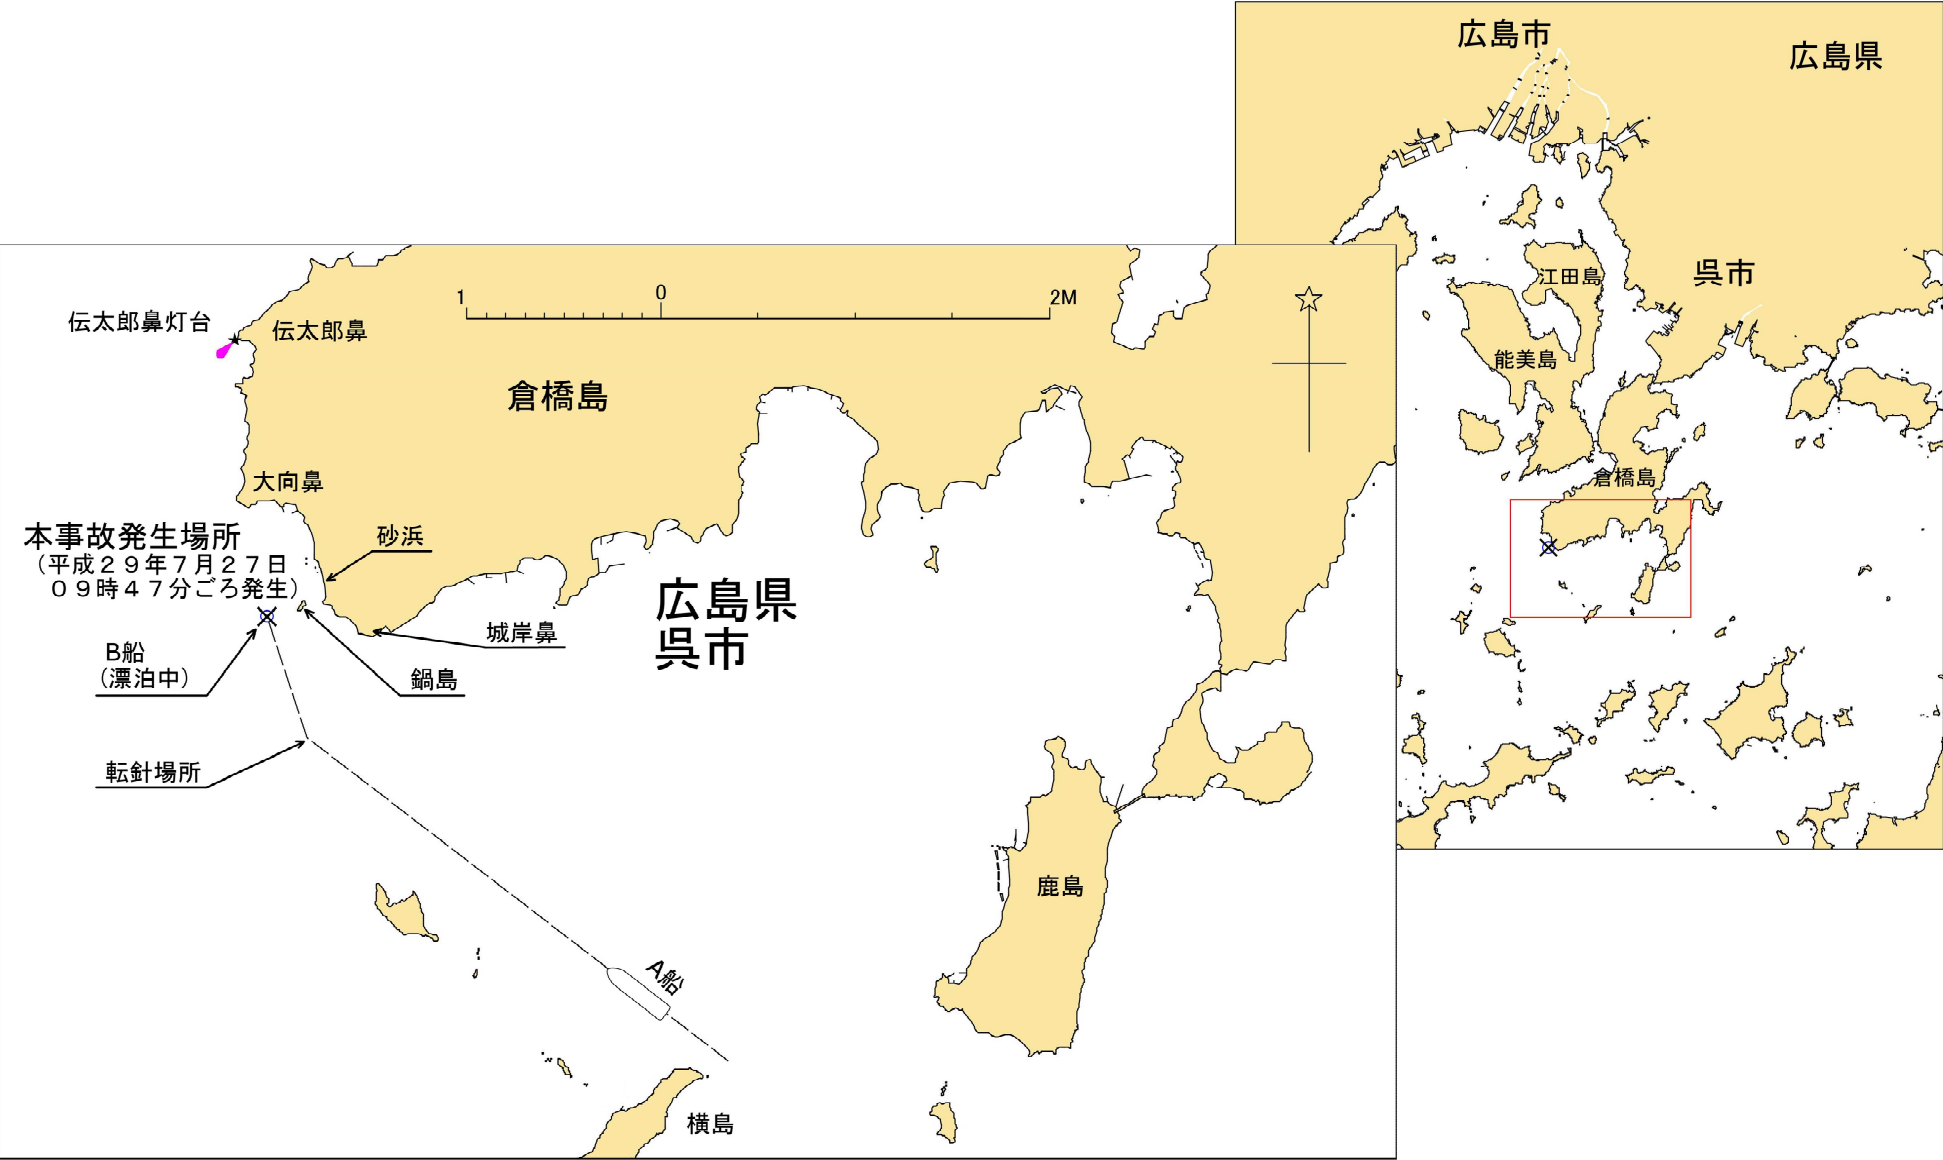 広島市
広島県
江田島
呉市
能美島
倉橋島
1
0
2M
伝太郎鼻灯台
伝太郎鼻
倉橋島
大向鼻
本事故発生場所
(平成29年7月27日
09時47分ごろ発生)
砂浜
広島県
呉市
城岸鼻
B船
(漂泊中)
鍋島
転針場所
鹿島
A船
横島